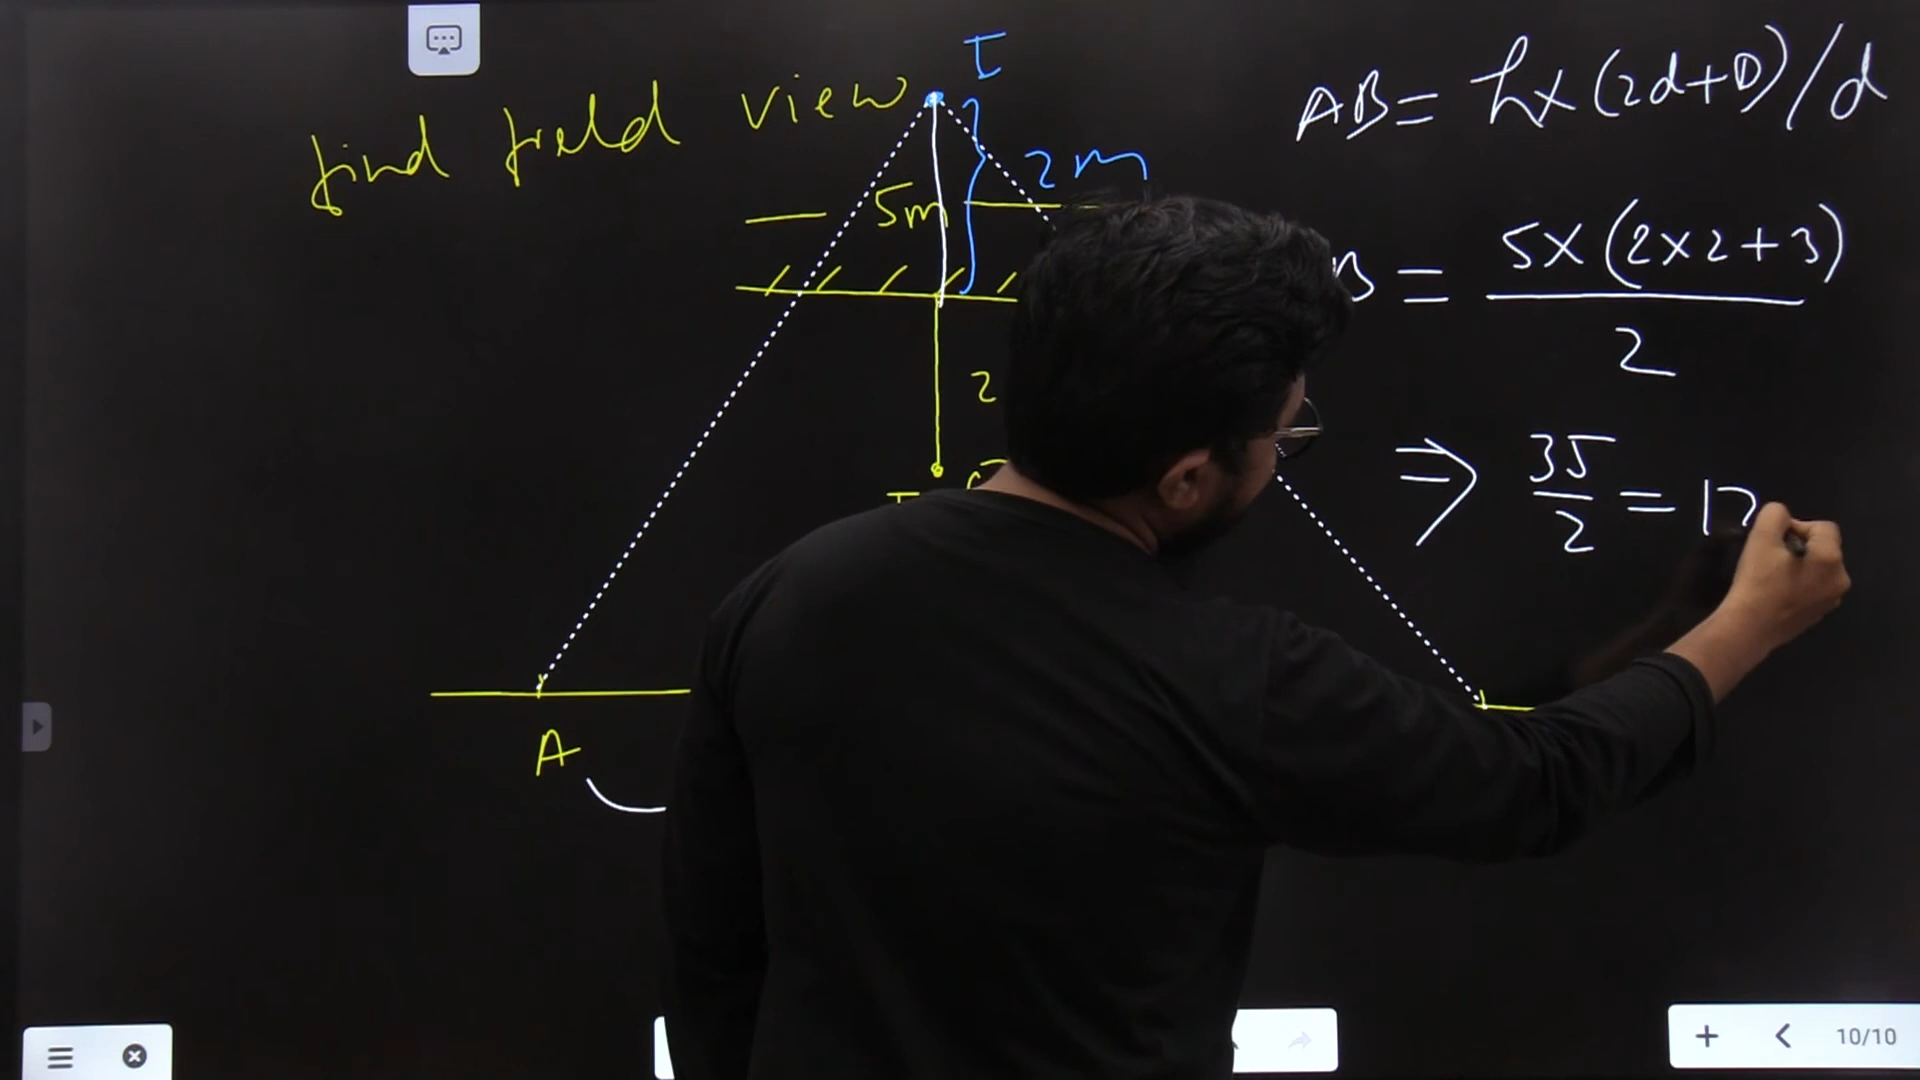 find field view
I
5m
2m
2
A
AB = h × (2d+D)/d
B = 5×(2×2+3)
2
⇒ 35/2 = 17
10/10